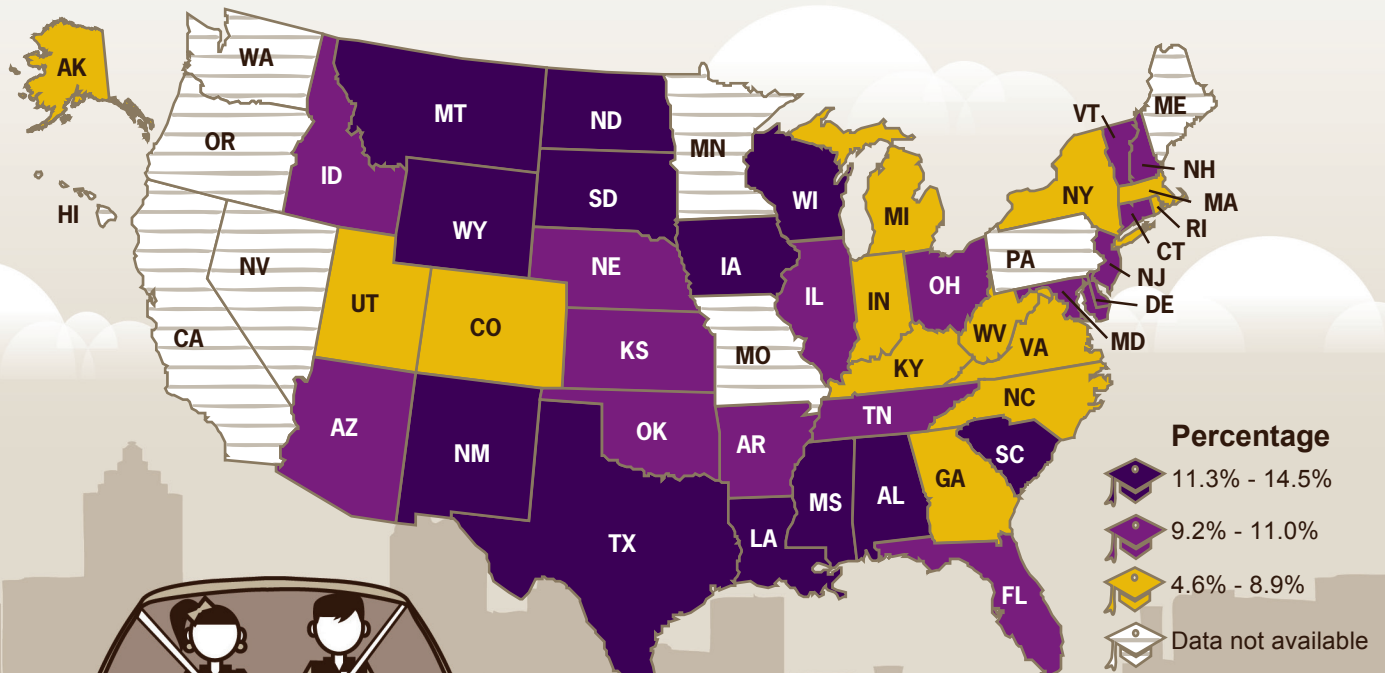 AK
WA
MT
ND
MN
ME
VT
OR
ID
SD
WI
NH
HI
WY
MI
NY
MA
RI
CT
NV
NE
IA
PA
NJ
UT
IL
IN
OH
DE
CA
CO
KS
MO
WV
VA
MD
KY
AZ
NM
OK
AR
TN
NC
SC
MS
AL
GA
TX
LA
FL
Percentage
11.3% - 14.5%
9.2% - 11.0%
4.6% - 8.9%
Data not available